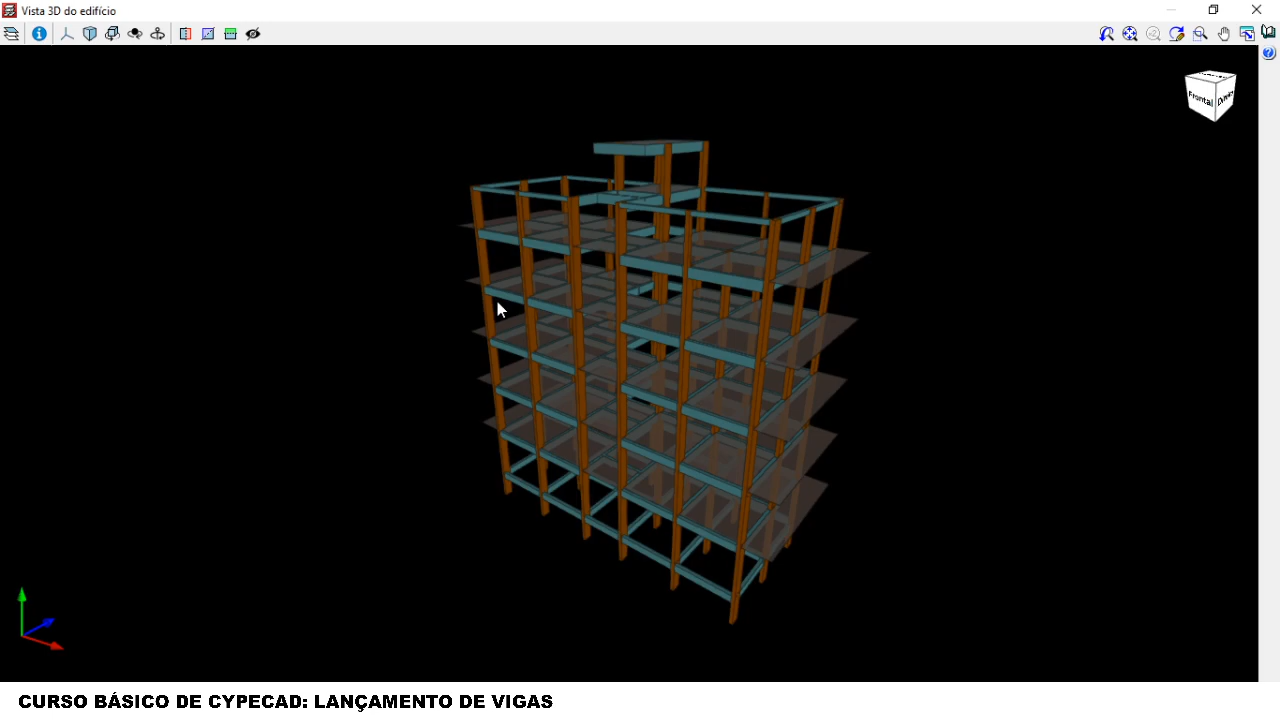 Vista 3D do edifício
Frontal
CURSO BÁSICO DE CYPECAD: LANÇAMENTO DE VIGAS